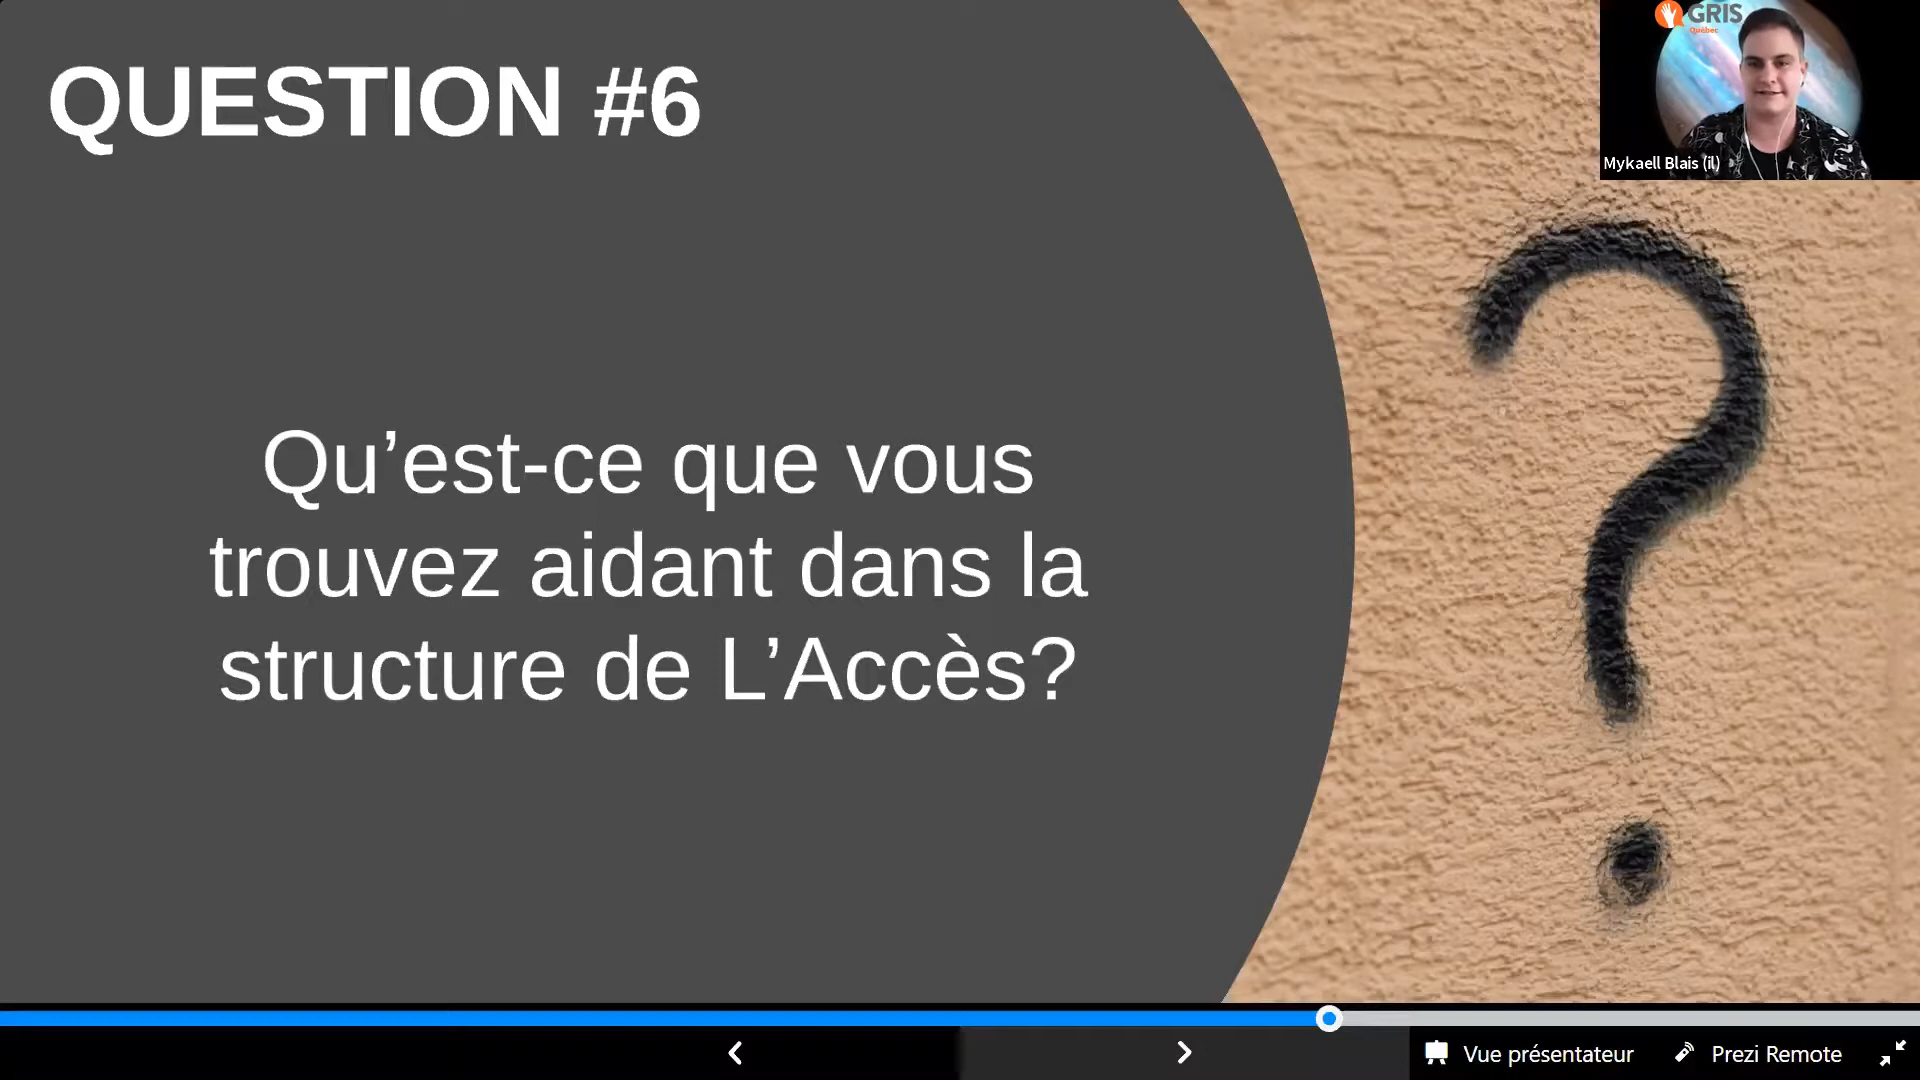 QUESTION #6
GRIS
Québec
Mykaell Blais (il)
Qu’est-ce que vous
trouvez aidant dans la
structure de L’Accès?
?
Vue présentateur
Prezi Remote